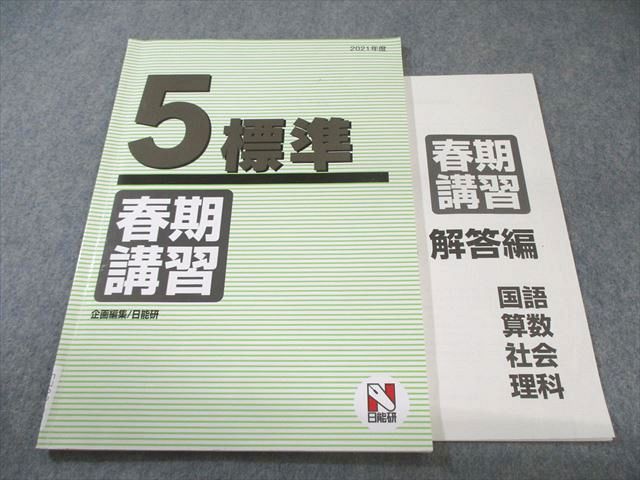 2021年度
5標準
春期
講習
企画編集/日能研
N
日能研
春期
講習
解答編
国語
算数
社会
理科